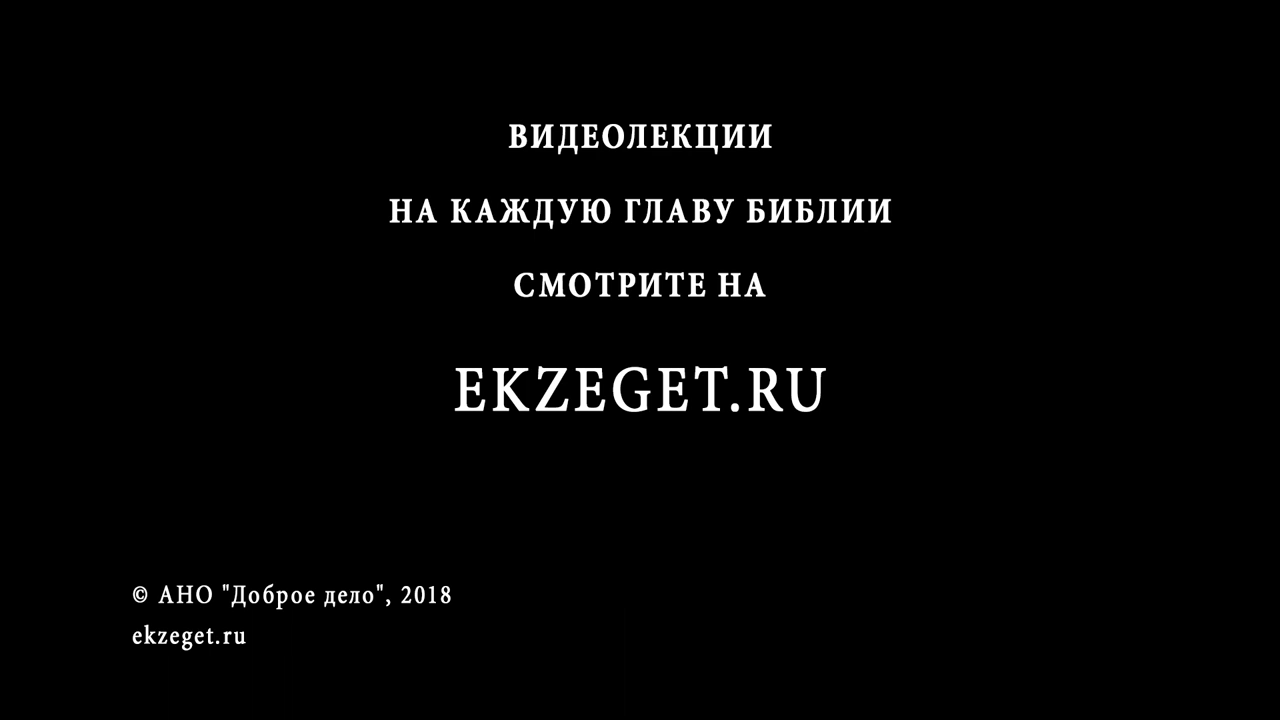 ВИДЕОЛЕКЦИИ
НА КАЖДУЮ ГЛАВУ БИБЛИИ
СМОТРИТЕ НА
EKZEGET.RU
© АНО "Доброе дело", 2018
ekzeget.ru